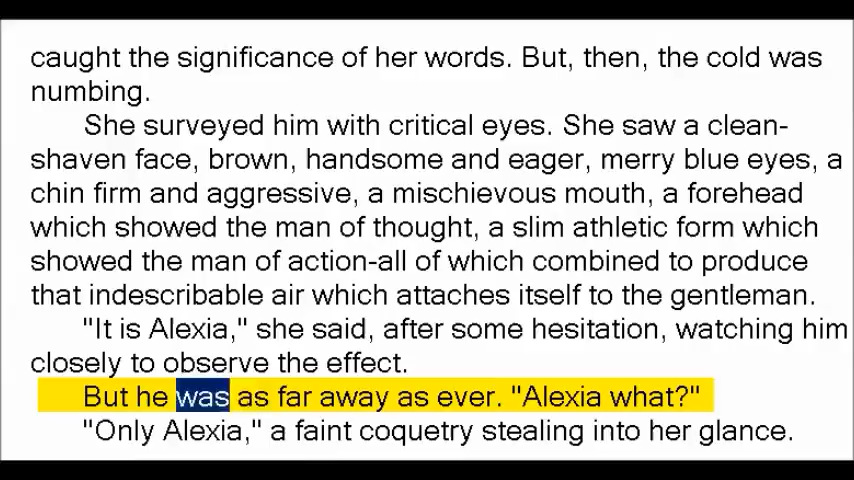 caught the significance of her words. But, then, the cold was
numbing.
She surveyed him with critical eyes. She saw a clean-
shaven face, brown, handsome and eager, merry blue eyes, a
chin firm and aggressive, a mischievous mouth, a forehead
which showed the man of thought, a slim athletic form which
showed the man of action-all of which combined to produce
that indescribable air which attaches itself to the gentleman.
"It is Alexia," she said, after some hesitation, watching him
closely to observe the effect.
But he was as far away as ever. "Alexia what?"
"Only Alexia," a faint coquetry stealing into her glance.